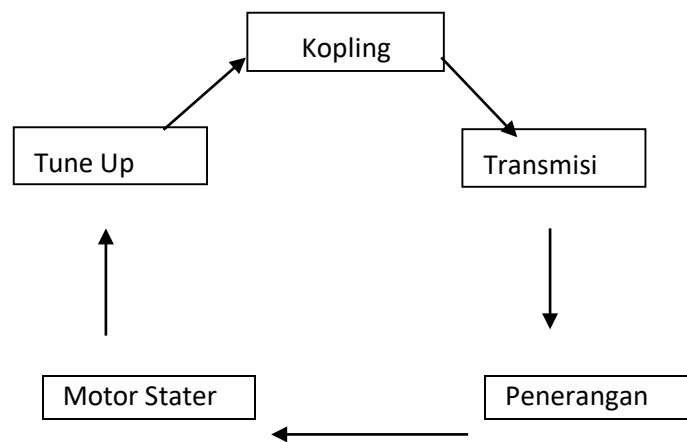 Kopling
Tune Up
Transmisi
Motor Stater
Penerangan